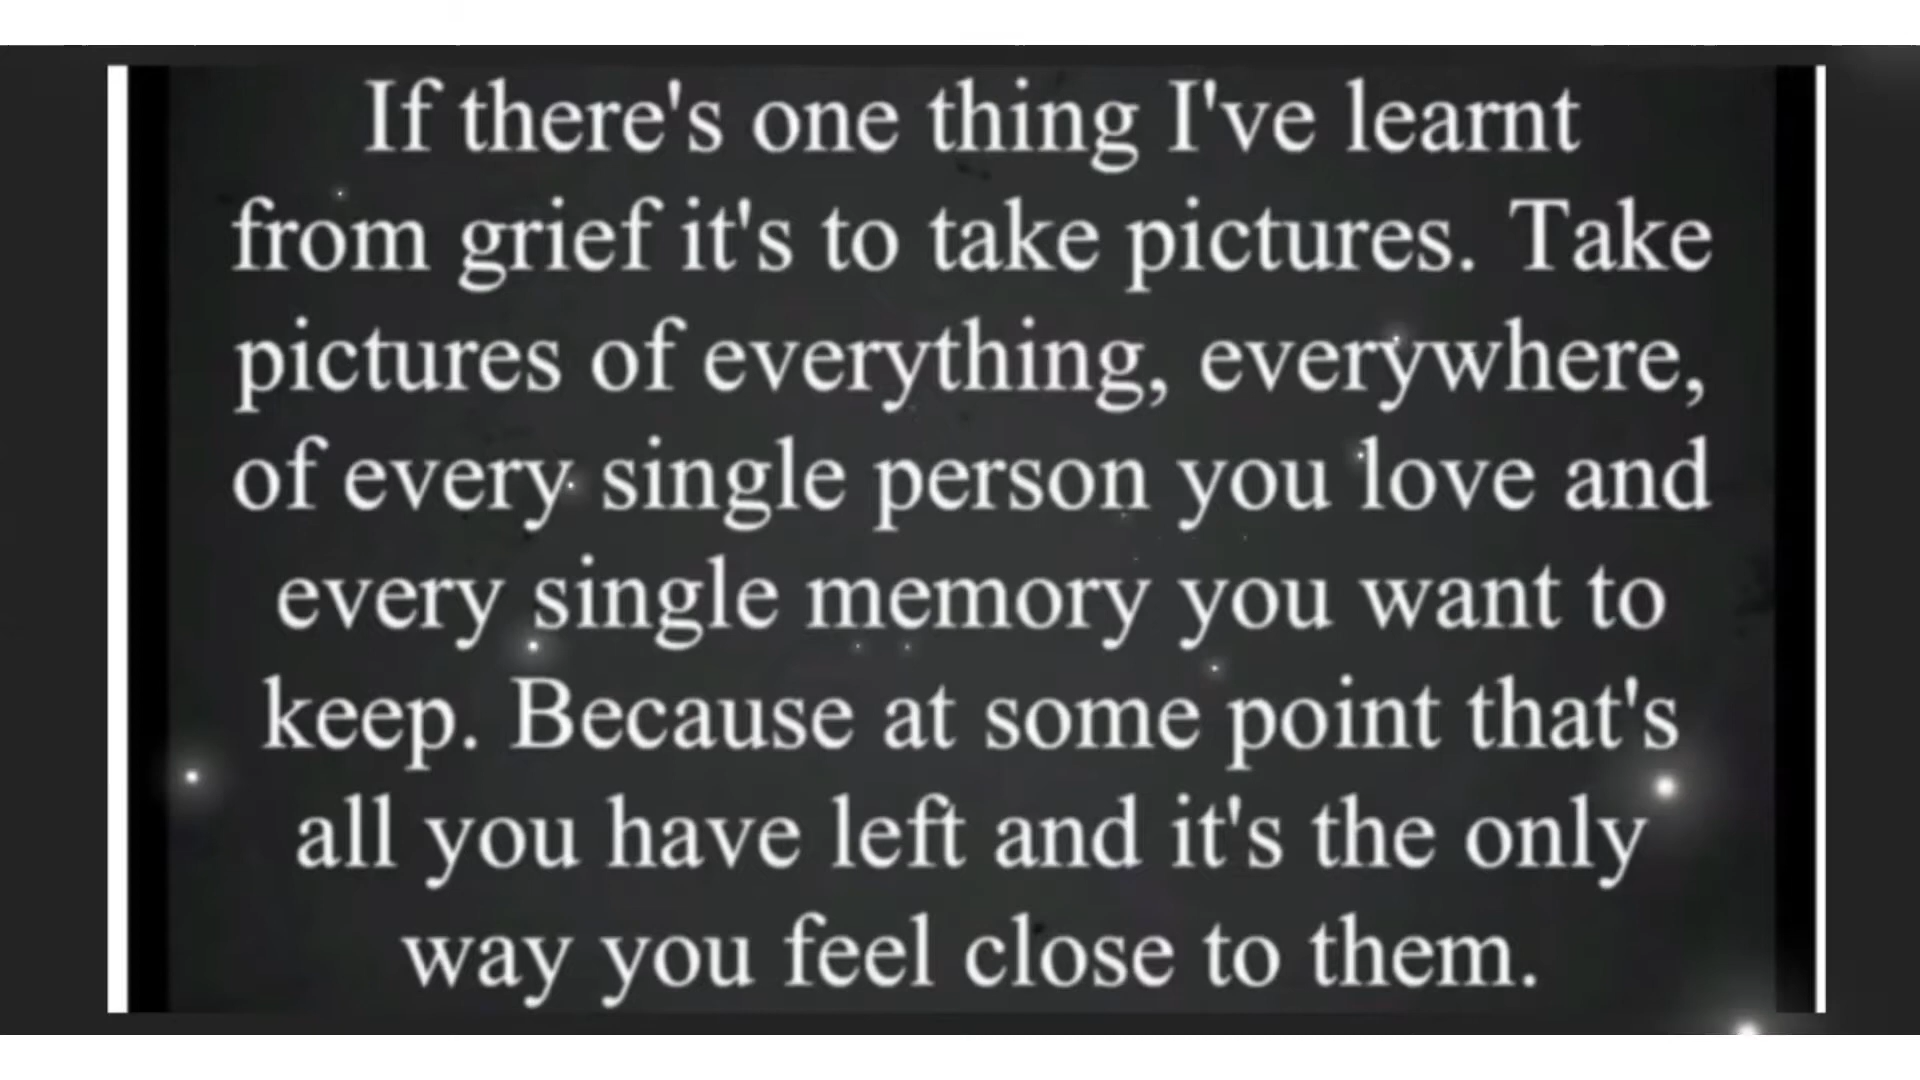 If there's one thing I've learnt
from grief it's to take pictures. Take
pictures of everything, everywhere,
of every single person you love and
every single memory you want to
keep. Because at some point that's
all you have left and it's the only
way you feel close to them.